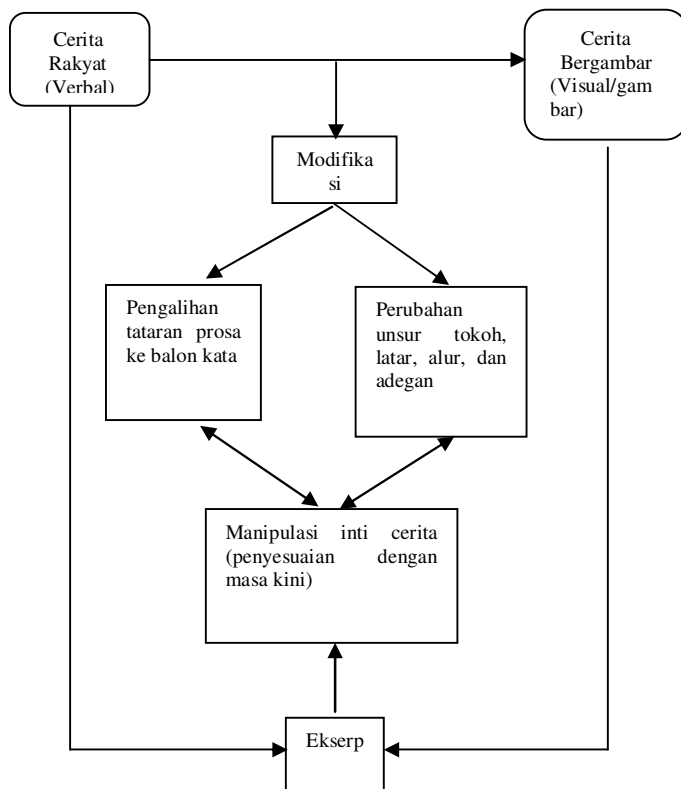 Cerita
Rakyat
(Verbal)
Cerita
Bergambar
(Visual/gam
bar)
Modifika
si
Pengalihan
tataran prosa
ke balon kata
Perubahan
unsur tokoh,
latar, alur, dan
adegan
Manipulasi inti cerita
(penyesuaian dengan
masa kini)
Ekserp